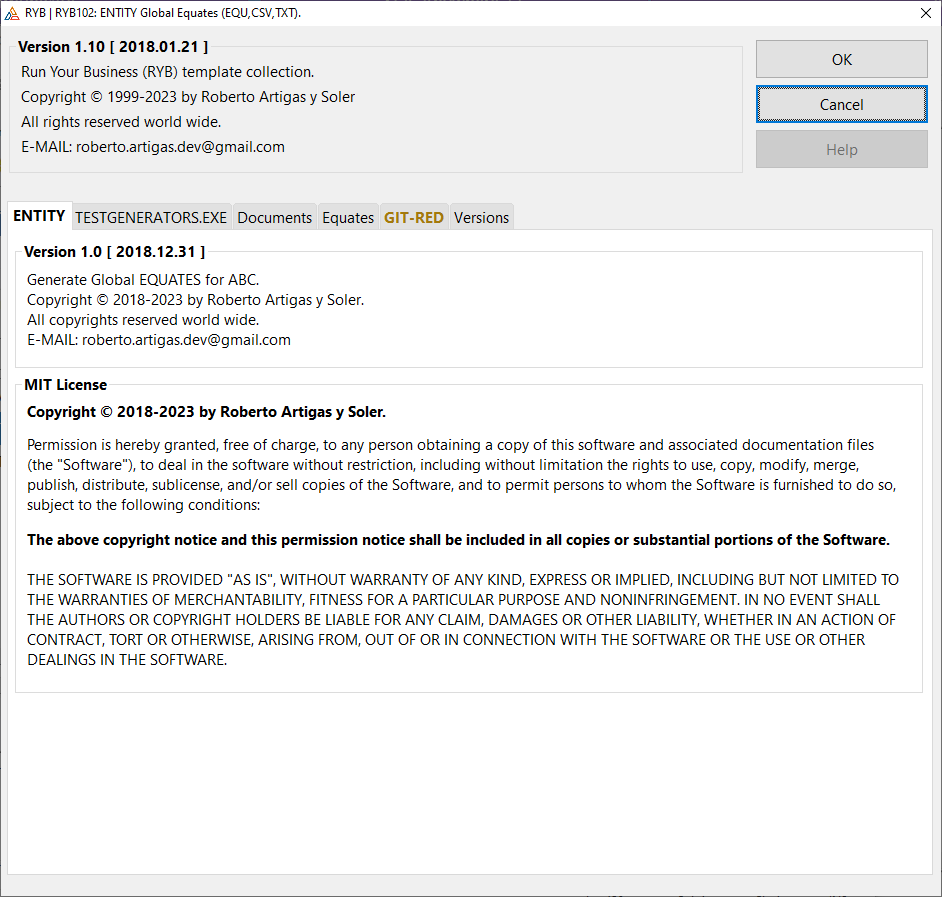 RYB | RYB102: ENTITY Global Equates (EQU,CSV,TXT).
Version 1.10 [ 2018.01.21 ]
Run Your Business (RYB) template collection.
Copyright © 1999-2023 by Roberto Artigas y Soler
All rights reserved world wide.
E-MAIL: roberto.artigas.dev@gmail.com
OK
Cancel
Help
ENTITY TESTGENERATORS.EXE Documents Equates GIT-RED Versions
Version 1.0 [ 2018.12.31 ]
Generate Global EQUATES for ABC.
Copyright © 2018-2023 by Roberto Artigas y Soler.
All copyrights reserved world wide.
E-MAIL: roberto.artigas.dev@gmail.com
MIT License
Copyright © 2018-2023 by Roberto Artigas y Soler.
Permission is hereby granted, free of charge, to any person obtaining a copy of this software and associated documentation files
(the "Software"), to deal in the software without restriction, including without limitation the rights to use, copy, modify, merge,
publish, distribute, sublicense, and/or sell copies of the Software, and to permit persons to whom the Software is furnished to do so,
subject to the following conditions:
The above copyright notice and this permission notice shall be included in all copies or substantial portions of the Software.
THE SOFTWARE IS PROVIDED "AS IS", WITHOUT WARRANTY OF ANY KIND, EXPRESS OR IMPLIED, INCLUDING BUT NOT LIMITED TO
THE WARRANTIES OF MERCHANTABILITY, FITNESS FOR A PARTICULAR PURPOSE AND NONINFRINGEMENT. IN NO EVENT SHALL
THE AUTHORS OR COPYRIGHT HOLDERS BE LIABLE FOR ANY CLAIM, DAMAGES OR OTHER LIABILITY, WHETHER IN AN ACTION OF
CONTRACT, TORT OR OTHERWISE, ARISING FROM, OUT OF OR IN CONNECTION WITH THE SOFTWARE OR THE USE OR OTHER
DEALINGS IN THE SOFTWARE.